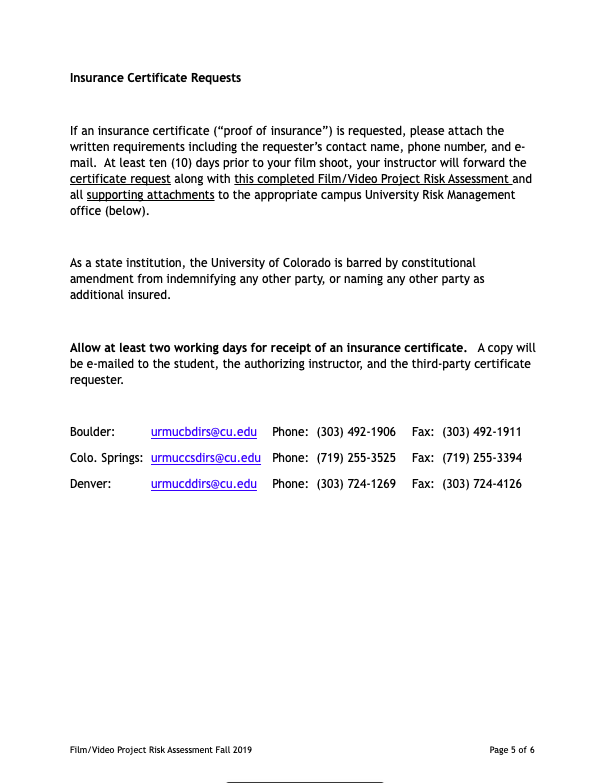 Insurance Certificate Requests
If an insurance certificate (“proof of insurance”) is requested, please attach the
written requirements including the requester’s contact name, phone number, and e-
mail.  At least ten (10) days prior to your film shoot, your instructor will forward the
certificate request along with this completed Film/Video Project Risk Assessment and
all supporting attachments to the appropriate campus University Risk Management
office (below).
As a state institution, the University of Colorado is barred by constitutional
amendment from indemnifying any other party, or naming any other party as
additional insured.
Allow at least two working days for receipt of an insurance certificate.   A copy will
be e-mailed to the student, the authorizing instructor, and the third-party certificate
requester.
Boulder: urmucbdirs@cu.edu Phone: (303) 492-1906 Fax: (303) 492-1911
Colo. Springs: urmuccsdirs@cu.edu Phone: (719) 255-3525 Fax: (719) 255-3394
Denver: urmucddirs@cu.edu Phone: (303) 724-1269 Fax: (303) 724-4126
Film/Video Project Risk Assessment Fall 2019 Page 5 of 6